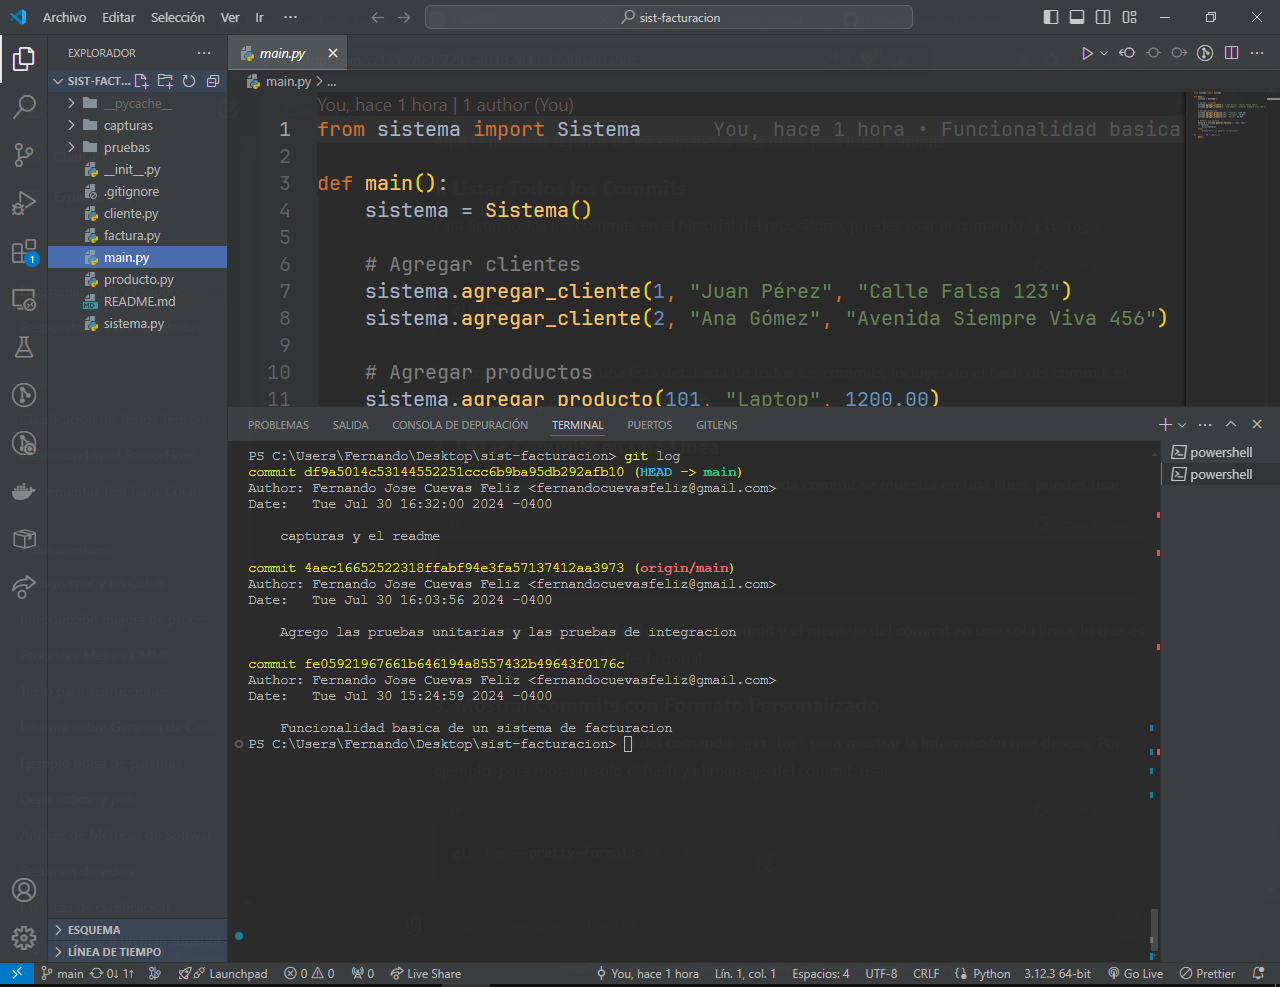 Archivo Editar Selección Ver Ir ···
sist-facturacion
EXPLORADOR
SIST-FACT...
__pycache__
capturas
pruebas
__init__.py
.gitignore
cliente.py
factura.py
main.py
producto.py
README.md
sistema.py
ESQUEMA
LÍNEA DE TIEMPO
1
main.py
main.py > ...
You, hace 1 hora | 1 author (You)
1 from sistema import Sistema You, hace 1 hora • Funcionalidad basica
2
3 def main():
4 sistema = Sistema()
5
6 # Agregar clientes
7 sistema.agregar_cliente(1, "Juan Pérez", "Calle Falsa 123")
8 sistema.agregar_cliente(2, "Ana Gómez", "Avenida Siempre Viva 456")
9
10 # Agregar productos
11 sistema.agregar_producto(101, "Laptop", 1200.00)
PROBLEMAS SALIDA CONSOLA DE DEPURACIÓN TERMINAL PUERTOS GITLENS
powershell
powershell
PS C:\Users\Fernando\Desktop\sist-facturacion> git log
commit df9a5014c53144552251ccc6b9ba95db292afb10 (HEAD -> main)
Author: Fernando Jose Cuevas Feliz <fernandocuevasfeliz@gmail.com>
Date: Tue Jul 30 16:32:00 2024 -0400
capturas y el readme
commit 4aec16652522318ffabf94e3fa57137412aa3973 (origin/main)
Author: Fernando Jose Cuevas Feliz <fernandocuevasfeliz@gmail.com>
Date: Tue Jul 30 16:03:56 2024 -0400
Agrego las pruebas unitarias y las pruebas de integracion
commit fe05921967661b646194a8557432b49643f0176c
Author: Fernando Jose Cuevas Feliz <fernandocuevasfeliz@gmail.com>
Date: Tue Jul 30 15:24:59 2024 -0400
Funcionalidad basica de un sistema de facturacion
PS C:\Users\Fernando\Desktop\sist-facturacion>
main 0↓ 1↑ Launchpad 0 0 0 Live Share You, hace 1 hora Lín. 1, col. 1 Espacios: 4 UTF-8 CRLF Python 3.12.3 64-bit Go Live Prettier